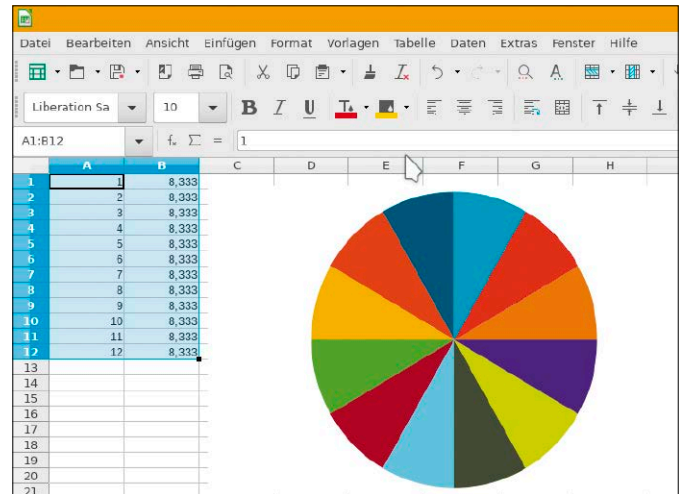 Datei Bearbeiten Ansicht Einfügen Format Vorlagen Tabelle Daten Extras Fenster Hilfe
Liberation Sa 10 B I U
A1:B12 = 1
A B C D E F G H
1 1 8,333
2 2 8,333
3 3 8,333
4 4 8,333
5 5 8,333
6 6 8,333
7 7 8,333
8 8 8,333
9 9 8,333
10 10 8,333
11 11 8,333
12 12 8,333
13
14
15
16
17
18
19
20
21